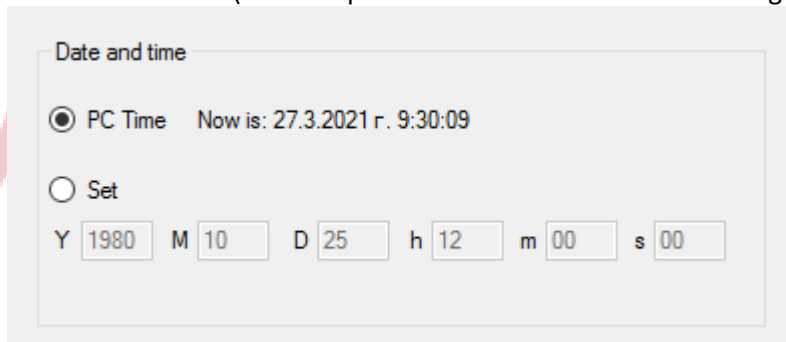 Date and time
PC Time Now is: 27.3.2021 г. 9:30:09
Set
Y 1980 M 10 D 25 h 12 m 00 s 00